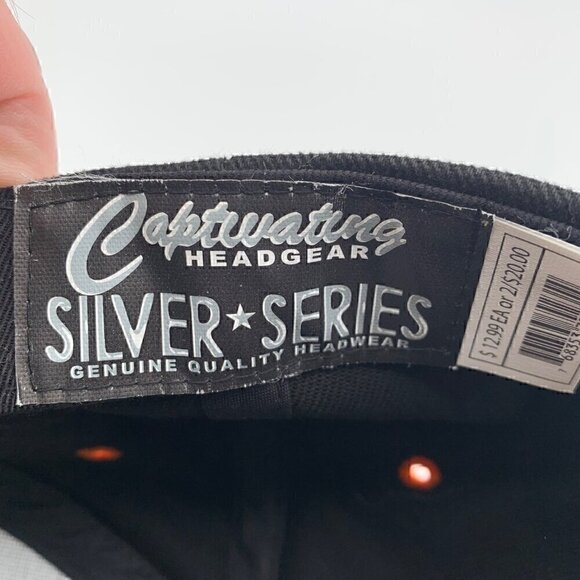 Captivating
HEADGEAR
SILVER★SERIES
GENUINE QUALITY HEADWEAR
$12.99 EA or 2/$20.00